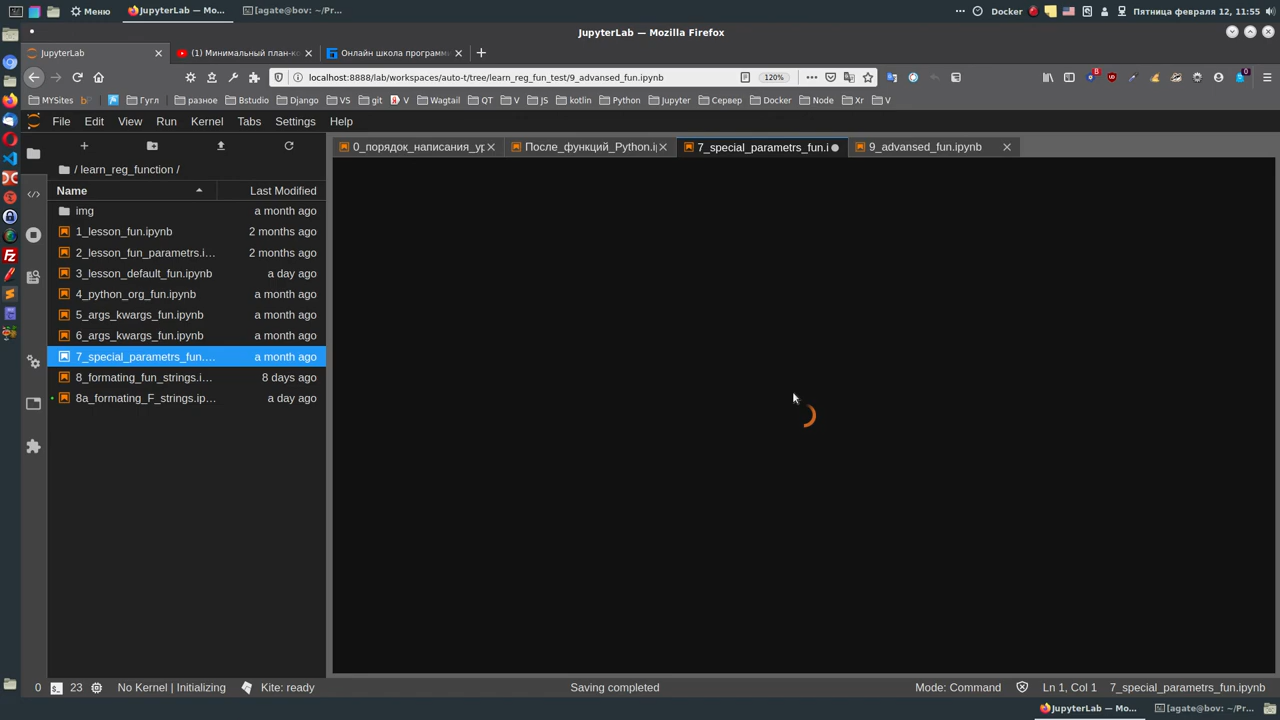 Меню
JupyterLab — Mo...
[agate@bov: ~/Pr...
Docker
Пятница февраля 12, 11:55
JupyterLab — Mozilla Firefox
JupyterLab
(1) Минимальный план-ко
Онлайн школа програм
localhost:8888/lab/workspaces/auto-t/tree/learn_reg_fun_test/9_advansed_fun.ipynb
120%
8
0
MYSites
Гугл
разное
Bstudio
Django
VS
git
V
Wagtail
QT
V
JS
kotlin
Python
Jupyter
Сервер
Docker
Node
Xr
V
File
Edit
View
Run
Kernel
Tabs
Settings
Help
0_порядок_написания_ур
После_функций_Python.i
7_special_parametrs_fun.i
9_advansed_fun.ipynb
/ learn_reg_function /
Name
Last Modified
img
a month ago
1_lesson_fun.ipynb
2 months ago
2_lesson_fun_parametrs.i...
2 months ago
3_lesson_default_fun.ipynb
a day ago
4_python_org_fun.ipynb
a month ago
5_args_kwargs_fun.ipynb
a month ago
6_args_kwargs_fun.ipynb
a month ago
7_special_parametrs_fun....
a month ago
8_formating_fun_strings.i...
8 days ago
8a_formating_F_strings.ip...
a day ago
0
23
No Kernel | Initializing
Kite: ready
Saving completed
Mode: Command
Ln 1, Col 1
7_special_parametrs_fun.ipynb
JupyterLab — Mo...
[agate@bov: ~/Pr...